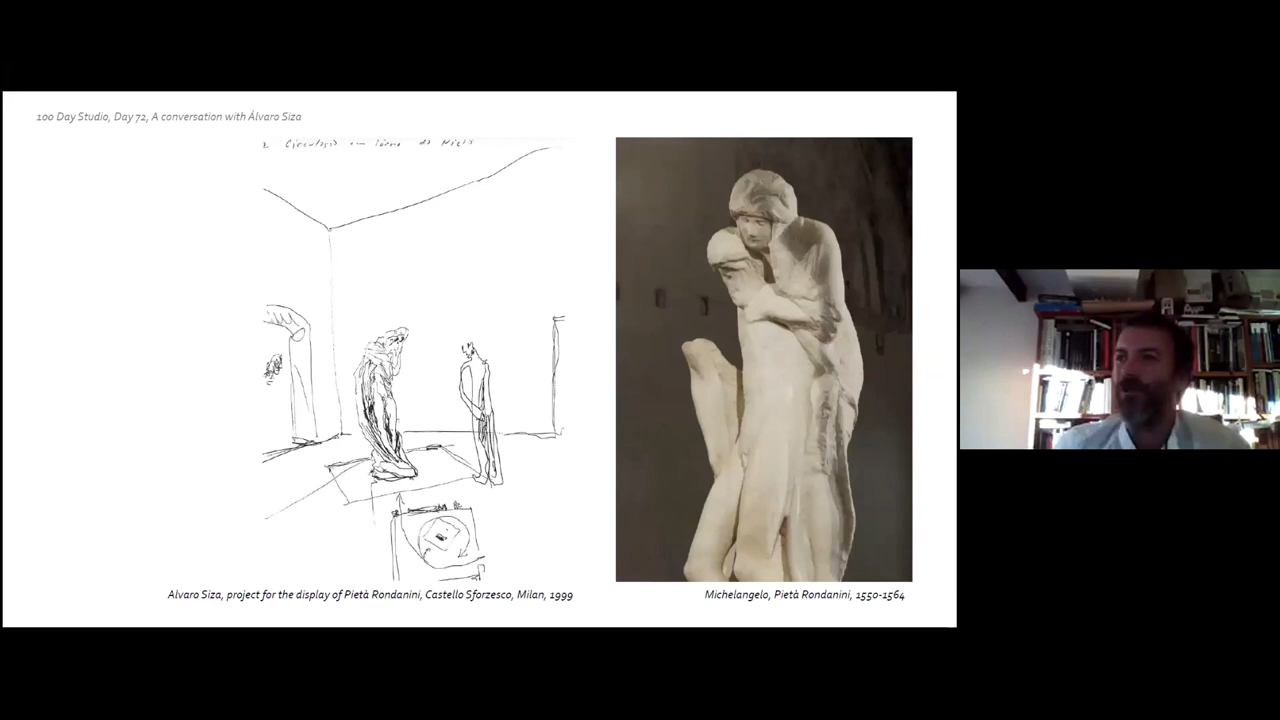 100 Day Studio, Day 72, A conversation with Álvaro Siza
Alvaro Siza, project for the display of Pietà Rondanini, Castello Sforzesco, Milan, 1999
Michelangelo, Pietà Rondanini, 1550-1564